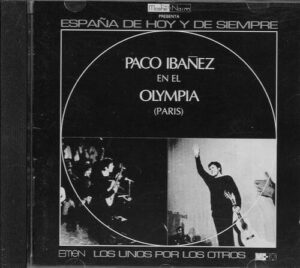 PRESENTA
ESPAÑA DE HOY Y DE SIEMPRE
PACO IBAÑEZ
EN EL
OLYMPIA
(PARIS)
LOS UNOS POR LOS OTROS